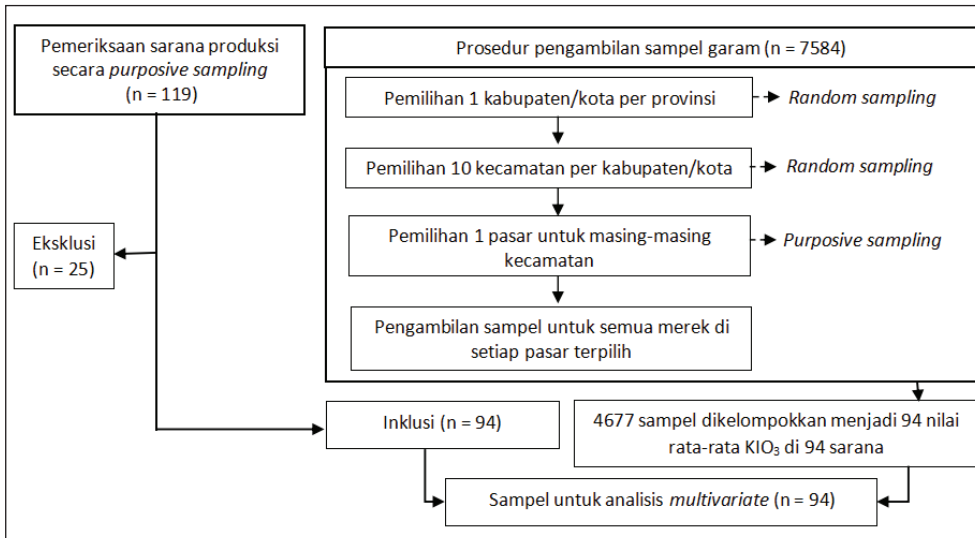 Pemeriksaan sarana produksi
secara purposive sampling
(n = 119)
Eksklusi
(n = 25)
Prosedur pengambilan sampel garam (n = 7584)
Pemilihan 1 kabupaten/kota per provinsi
Random sampling
Pemilihan 10 kecamatan per kabupaten/kota
Random sampling
Pemilihan 1 pasar untuk masing-masing
kecamatan
Purposive sampling
Pengambilan sampel untuk semua merek di
setiap pasar terpilih
Inklusi (n = 94)
4677 sampel dikelompokkan menjadi 94 nilai
rata-rata KIO₃ di 94 sarana
Sampel untuk analisis multivariate (n = 94)